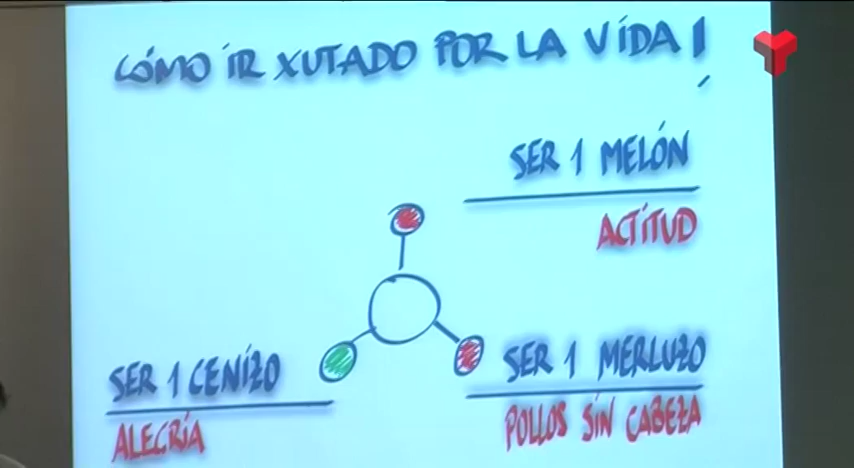 CÓMO IR XUTADO POR LA VIDA!
SER 1 MELÓN
ACTITUD
SER 1 CENIZO
ALEGRÍA
SER 1 MERLUZO
POLLOS SIN CABEZA